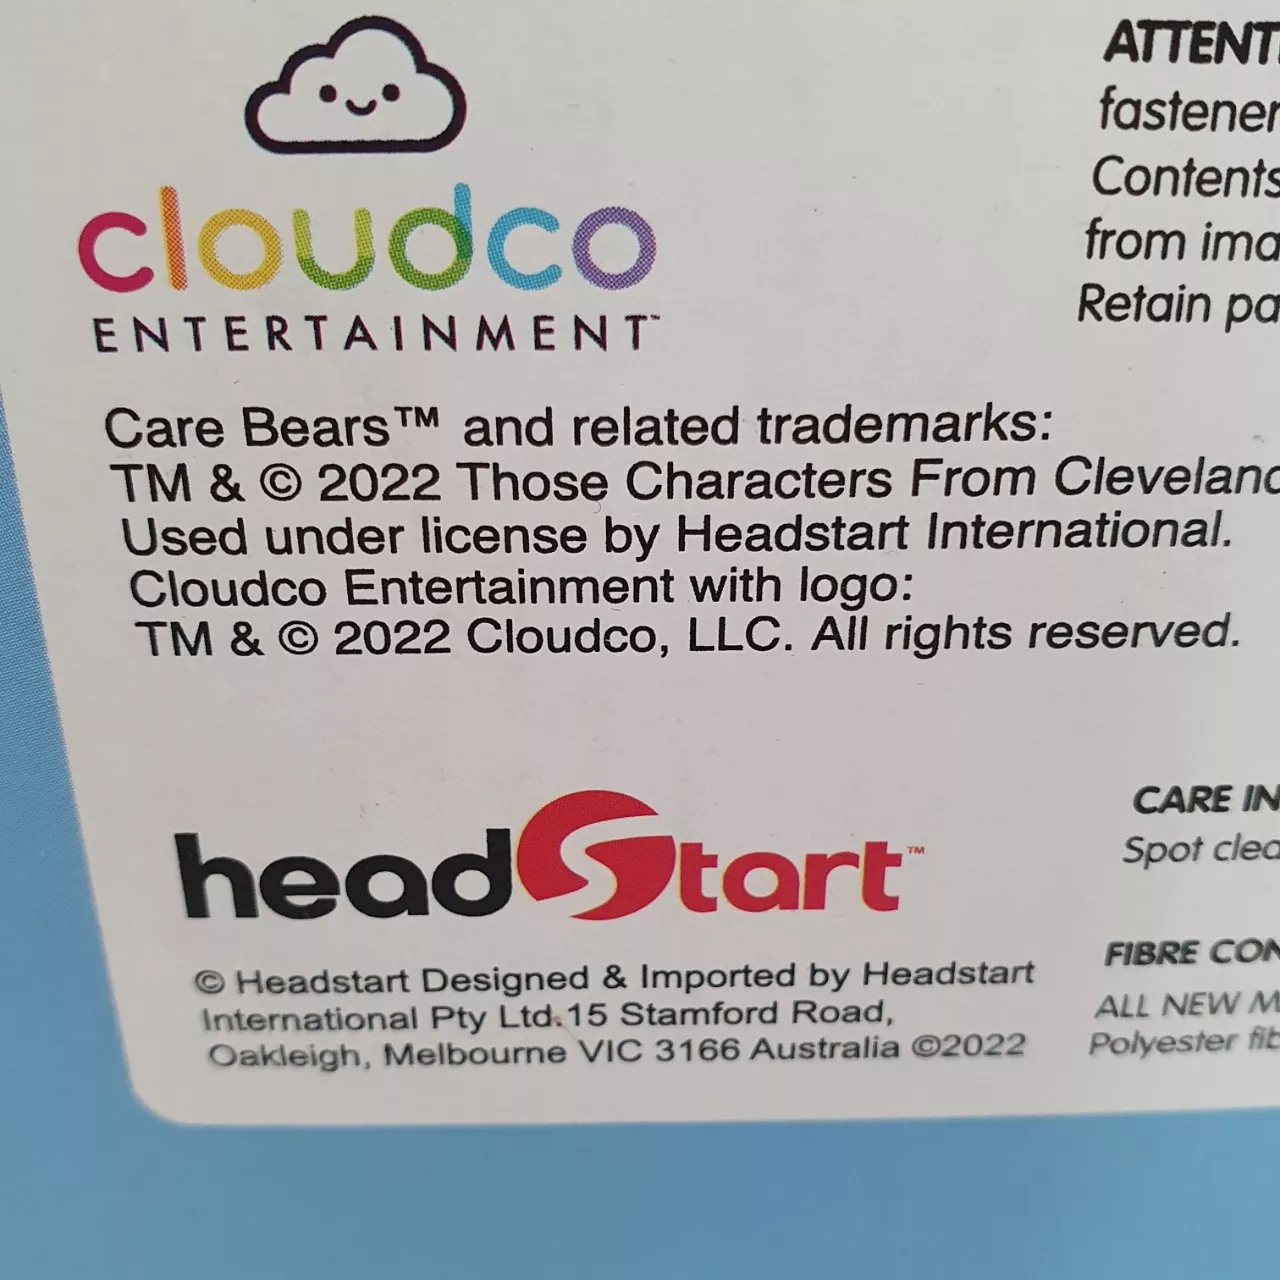 cloudco
ENTERTAINMENT™
Care Bears™ and related trademarks:
TM & © 2022 Those Characters From Cleveland
Used under license by Headstart International.
Cloudco Entertainment with logo:
TM & © 2022 Cloudco, LLC. All rights reserved.
headStart™
© Headstart Designed & Imported by Headstart
International Pty Ltd.15 Stamford Road,
Oakleigh, Melbourne VIC 3166 Australia ©2022
ATTENT
fastener
Contents
from ima
Retain pa
CARE IN
Spot clea
FIBRE CON
ALL NEW M
Polyester fib